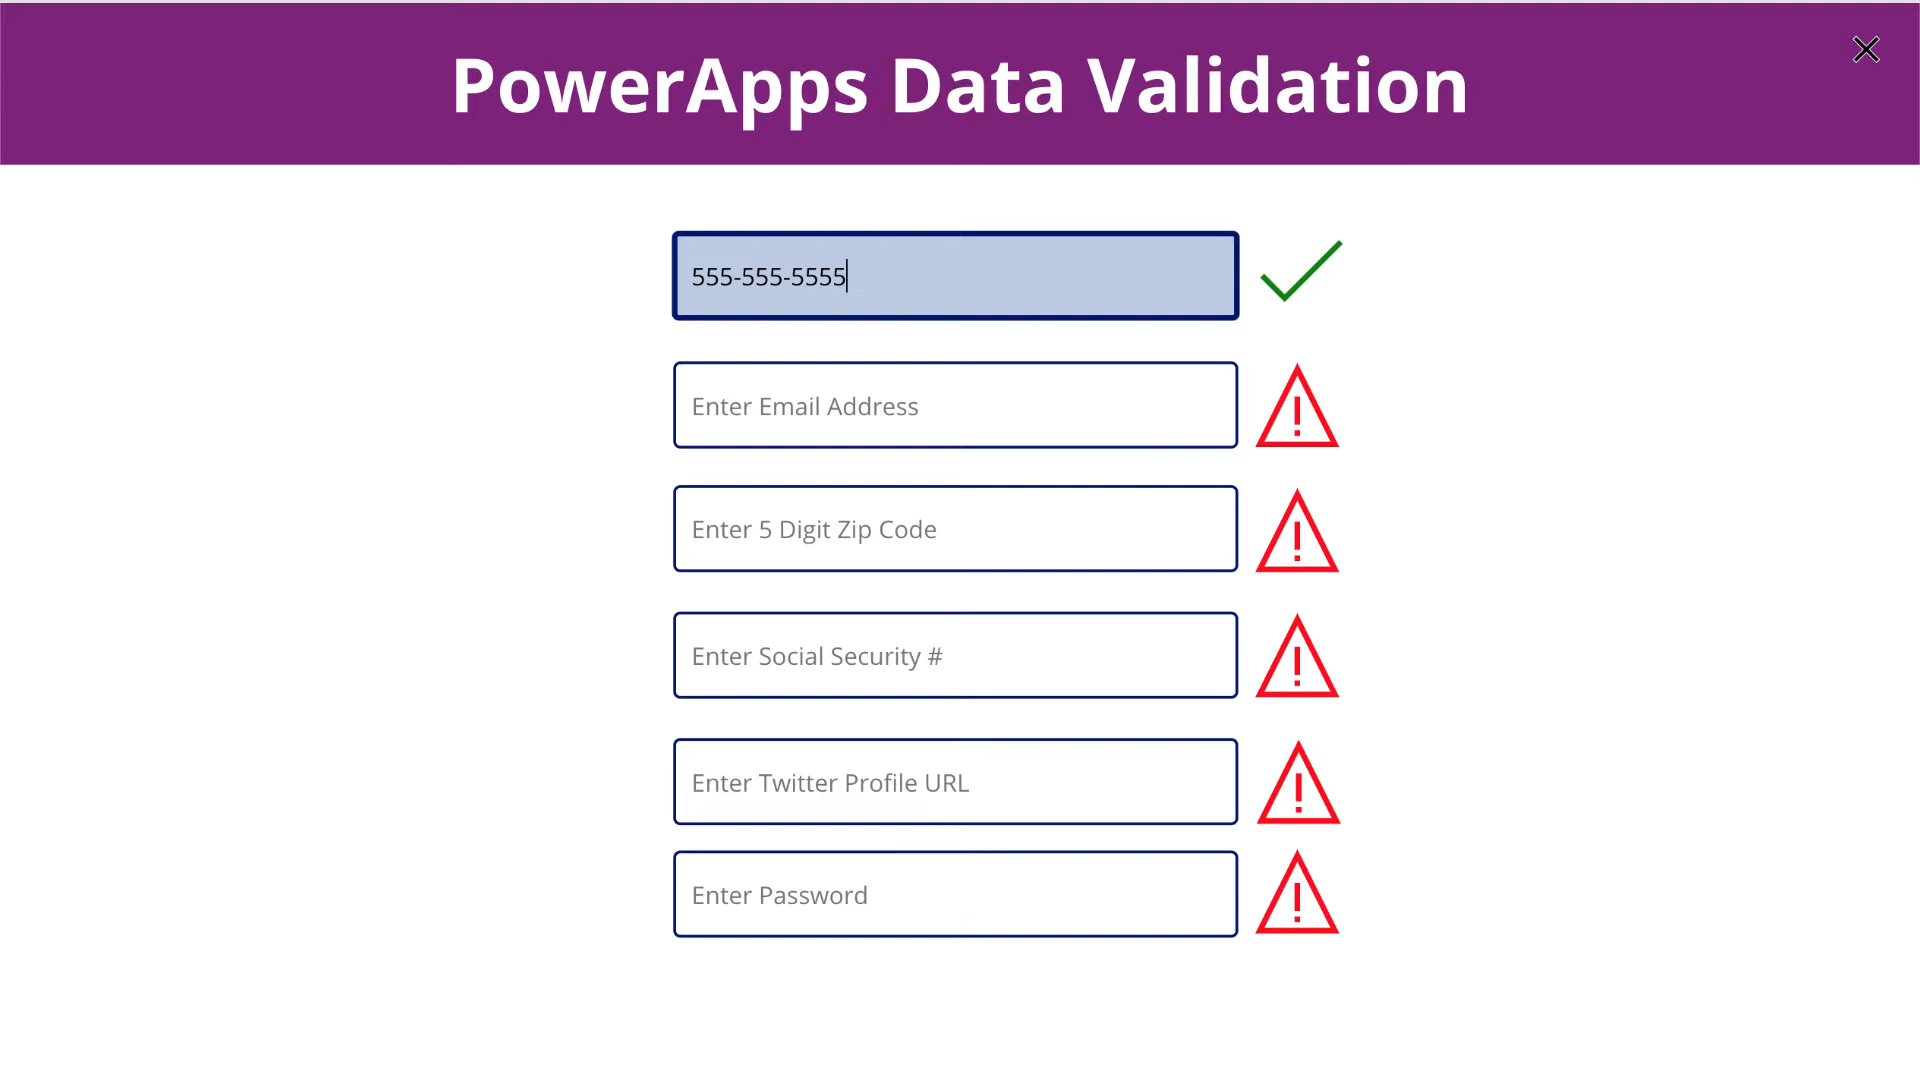 PowerApps Data Validation
555-555-5555
Enter Email Address
Enter 5 Digit Zip Code
Enter Social Security #
Enter Twitter Profile URL
Enter Password